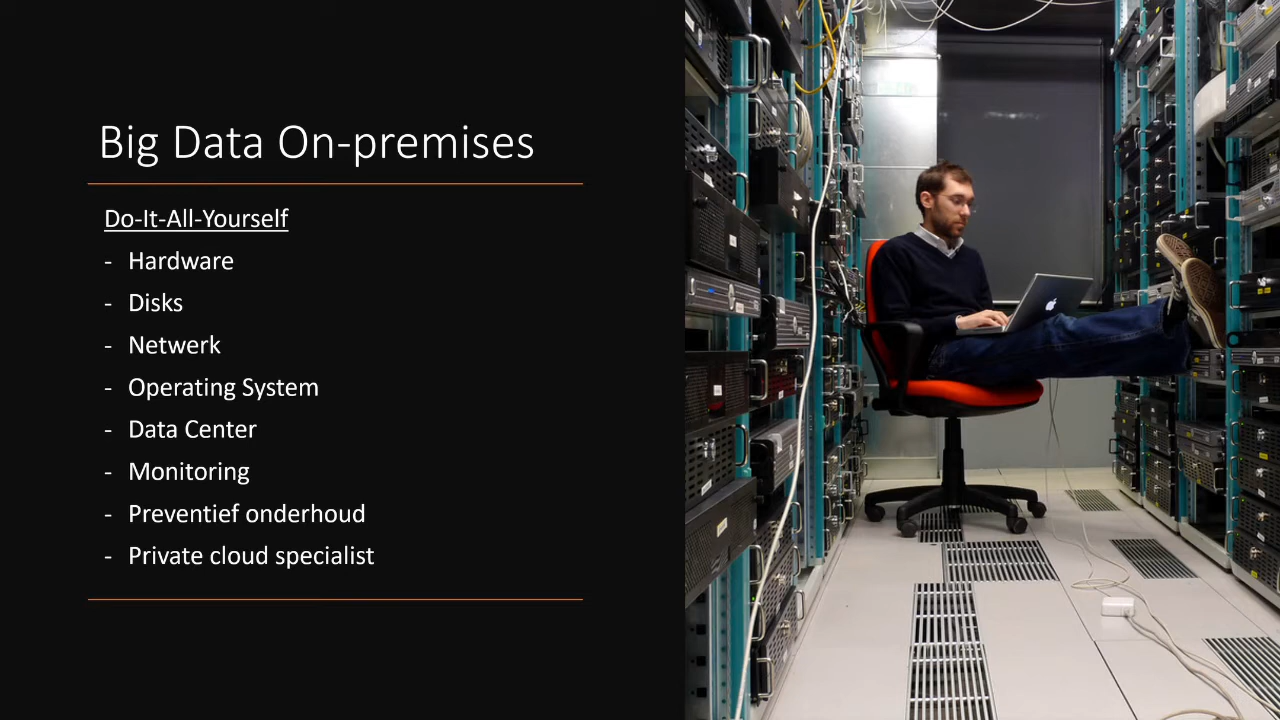 Big Data On-premises
Do-It-All-Yourself
- Hardware
- Disks
- Netwerk
- Operating System
- Data Center
- Monitoring
- Preventief onderhoud
- Private cloud specialist